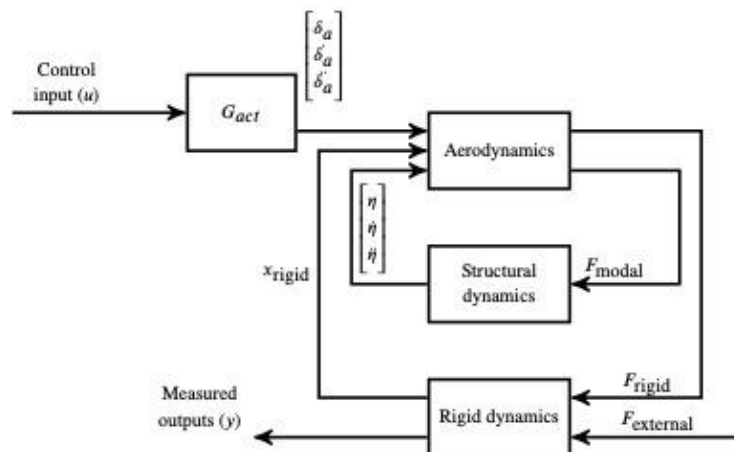 Control
input (u)
G_act
[δ_a
δ̇_a
δ̈_a]
Aerodynamics
[η
η̇
η̈]
x_rigid
Structural
dynamics
F_modal
Measured
outputs (y)
Rigid dynamics
F_rigid
F_external